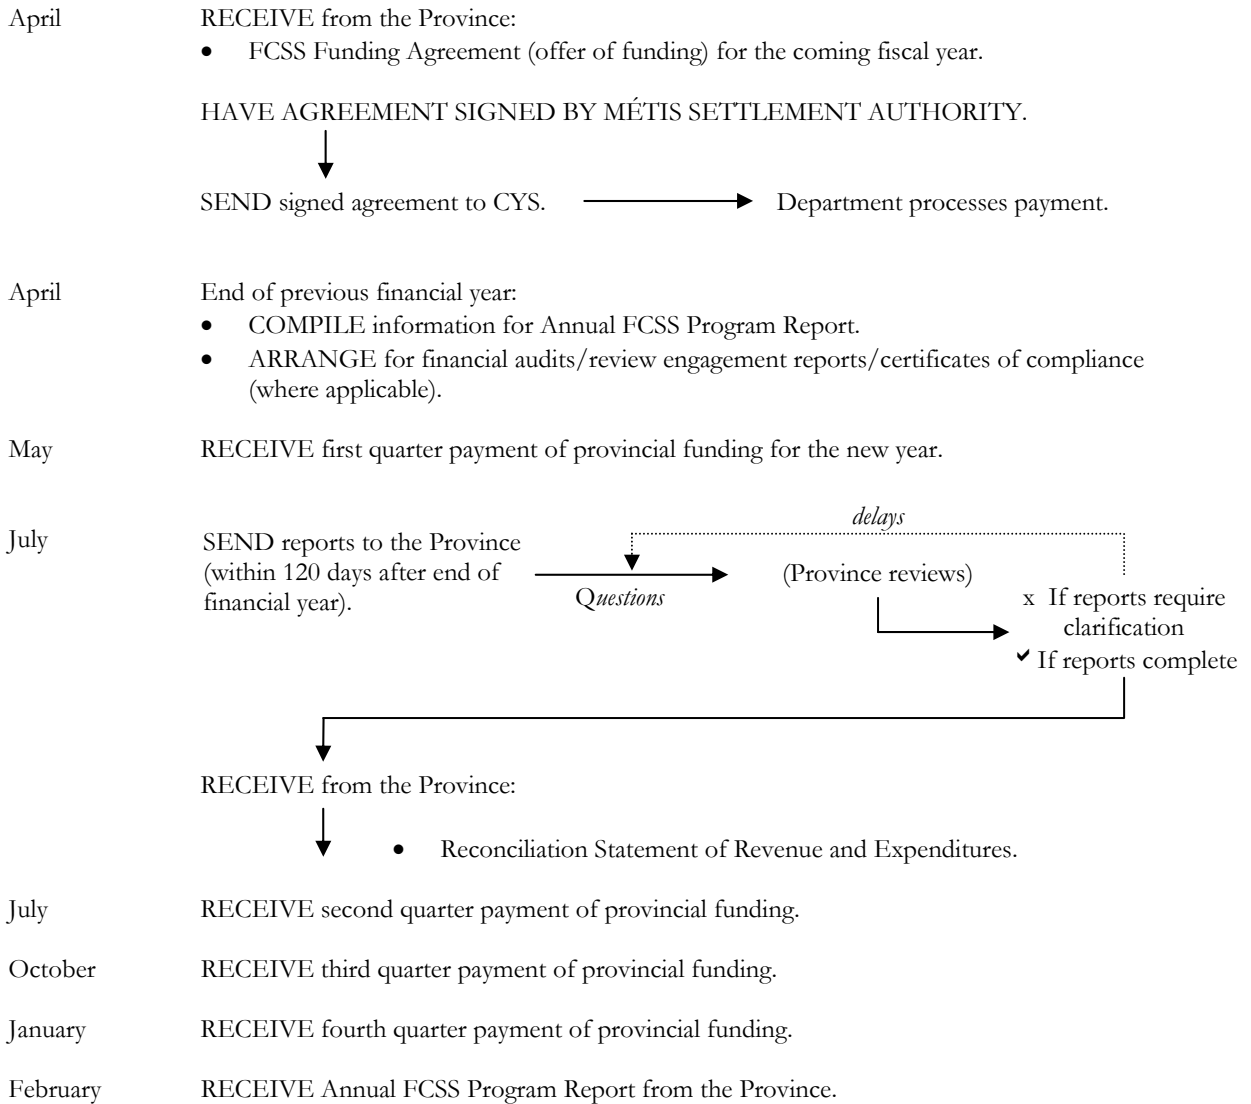 April RECEIVE from the Province:
• FCSS Funding Agreement (offer of funding) for the coming fiscal year.
HAVE AGREEMENT SIGNED BY MÉTIS SETTLEMENT AUTHORITY.
SEND signed agreement to CYS. Department processes payment.
April End of previous financial year:
• COMPILE information for Annual FCSS Program Report.
• ARRANGE for financial audits/review engagement reports/certificates of compliance
(where applicable).
May RECEIVE first quarter payment of provincial funding for the new year.
delays
July SEND reports to the Province
(within 120 days after end of
financial year).
Questions
(Province reviews)
x If reports require
clarification
✔ If reports complete
RECEIVE from the Province:
• Reconciliation Statement of Revenue and Expenditures.
July RECEIVE second quarter payment of provincial funding.
October RECEIVE third quarter payment of provincial funding.
January RECEIVE fourth quarter payment of provincial funding.
February RECEIVE Annual FCSS Program Report from the Province.